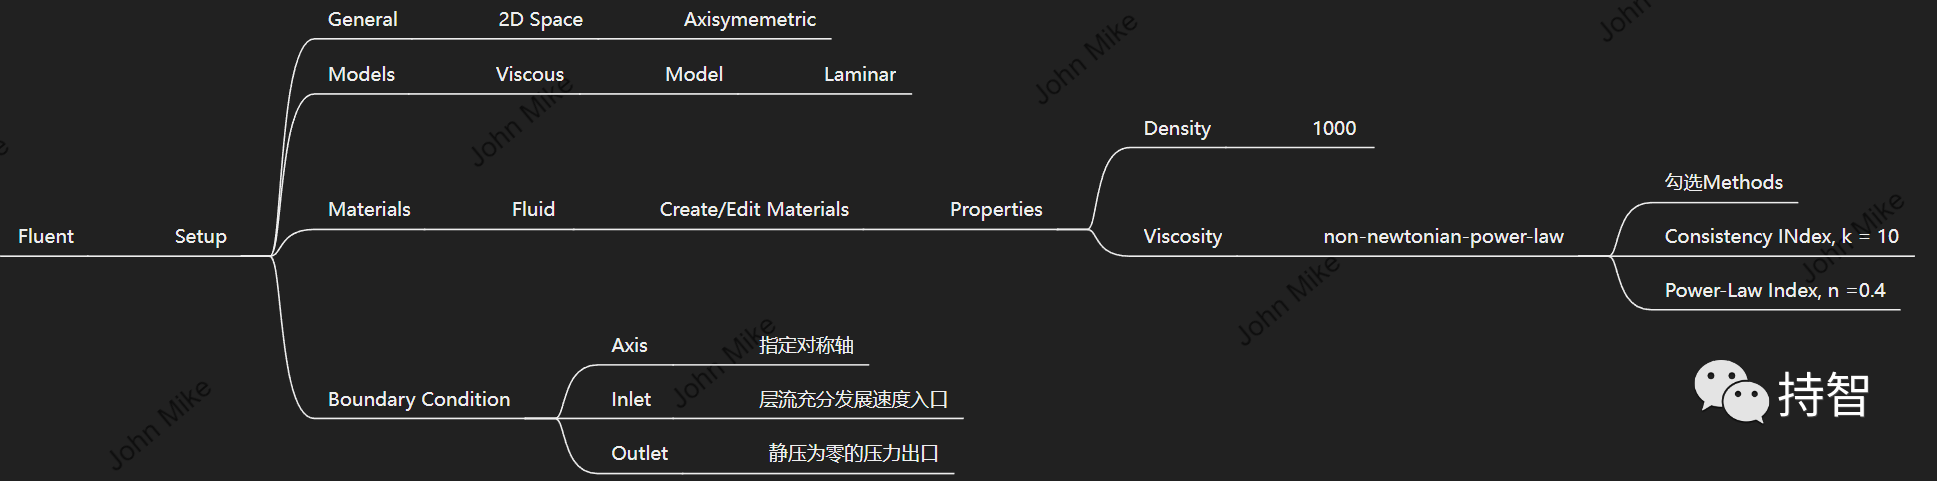 General 2D Space Axisymemetric
Models Viscous Model Laminar
Density 1000
勾选Methods
Materials Fluid Create/Edit Materials Properties
Fluent Setup
Viscosity non-newtonian-power-law
Consistency INdex, k = 10
Power-Law Index, n =0.4
Axis 指定对称轴
Boundary Condition
Inlet 层流充分发展速度入口
Outlet 静压为零的压力出口
持智
John Mike
John Mike
John Mike
John Mike
John Mike
John Mike
John
ke